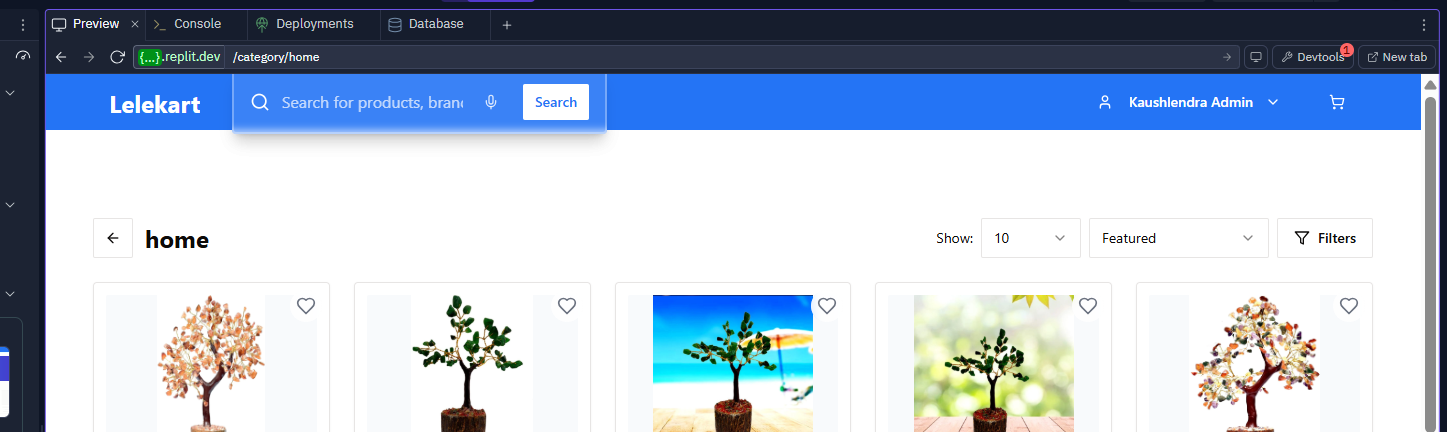 Preview
Console
Deployments
Database
{...}.replit.dev /category/home
Devtools
1
New tab
Lelekart
Search for products, branc
Search
Kaushlendra Admin
home
Show:
10
Featured
Filters